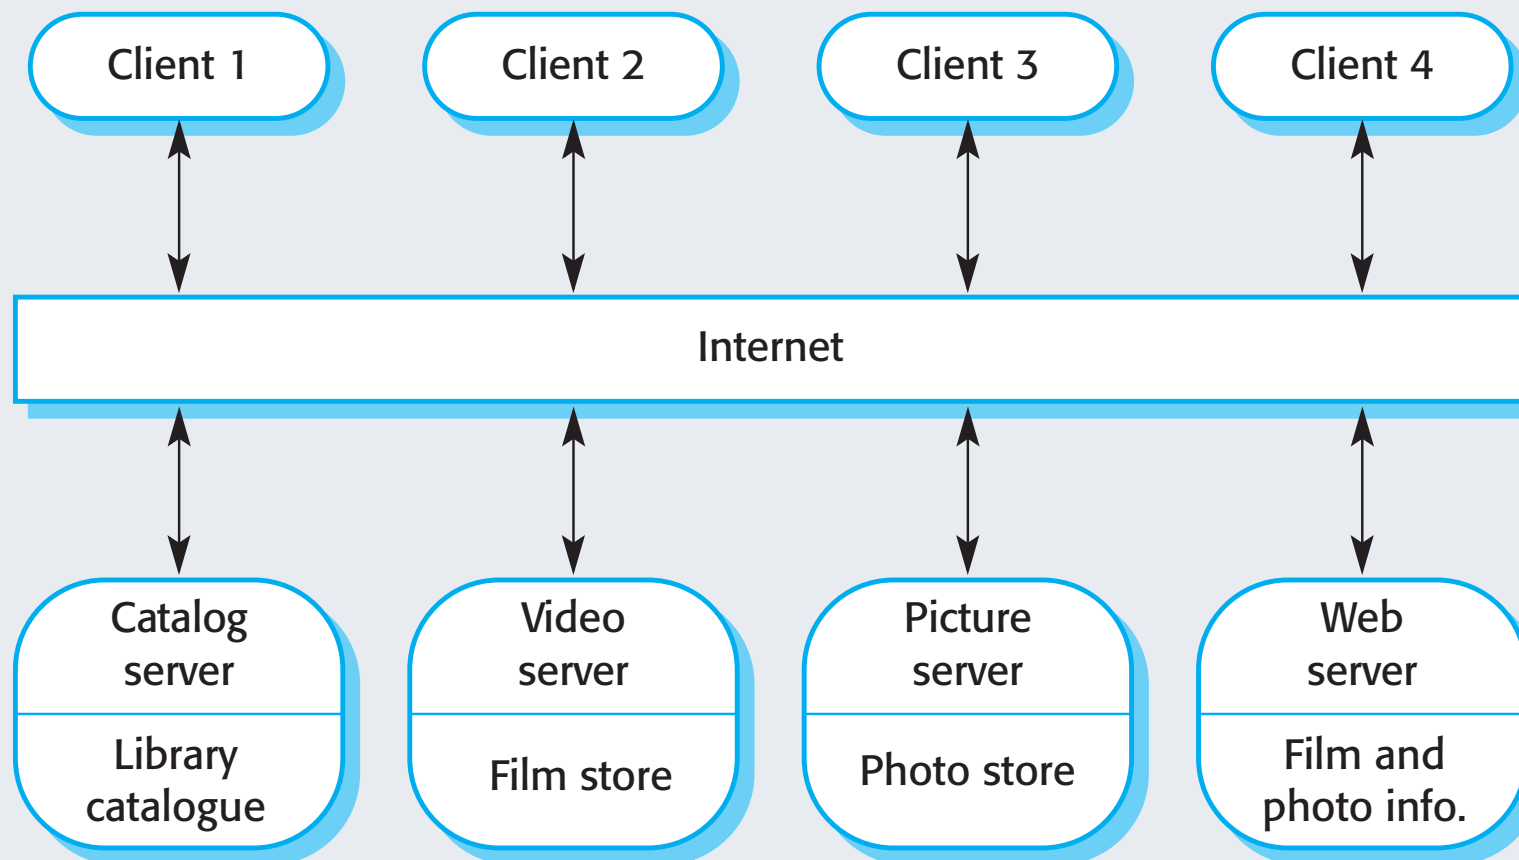 Client 1
Client 2
Client 3
Client 4
Internet
Catalog
server
Library
catalogue
Video
server
Film store
Picture
server
Photo store
Web
server
Film and
photo info.